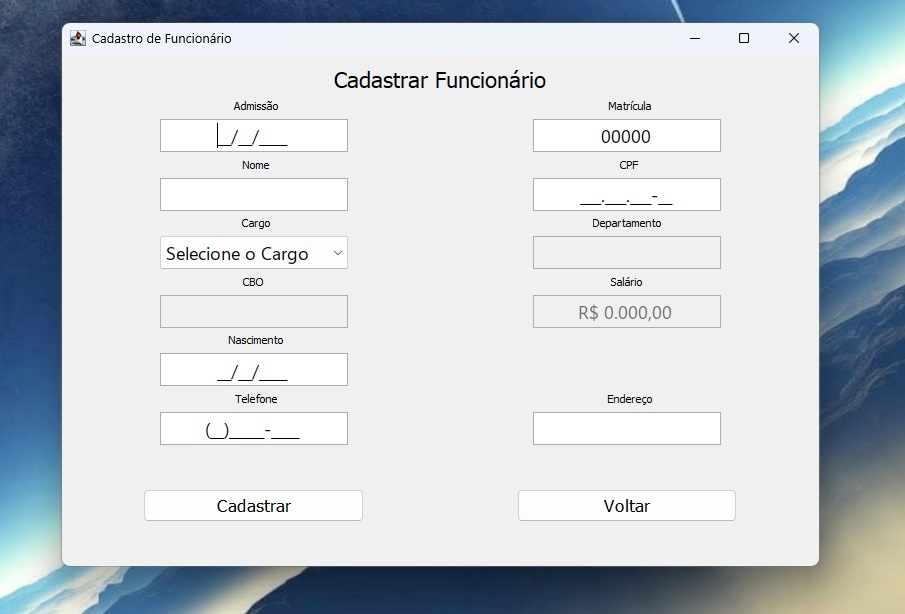 Cadastro de Funcionário
Cadastrar Funcionário
Admissão
Matrícula
__/__/____
00000
Nome
CPF
___.___.___-__
Cargo
Departamento
Selecione o Cargo
CBO
Salário
R$ 0.000,00
Nascimento
__/__/____
Telefone
Endereço
(__)_____-____
Cadastrar
Voltar